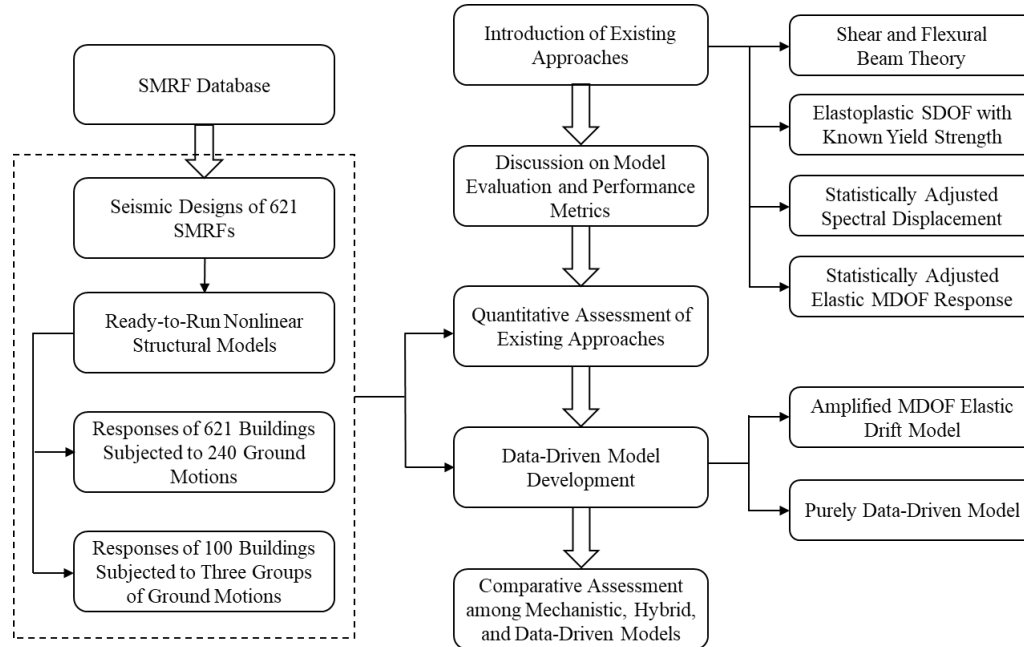 SMRF Database
Seismic Designs of 621
SMRFs
Ready-to-Run Nonlinear
Structural Models
Responses of 621 Buildings
Subjected to 240 Ground
Motions
Responses of 100 Buildings
Subjected to Three Groups
of Ground Motions
Introduction of Existing
Approaches
Discussion on Model
Evaluation and Performance
Metrics
Quantitative Assessment of
Existing Approaches
Data-Driven Model
Development
Comparative Assessment
among Mechanistic, Hybrid,
and Data-Driven Models
Shear and Flexural
Beam Theory
Elastoplastic SDOF with
Known Yield Strength
Statistically Adjusted
Spectral Displacement
Statistically Adjusted
Elastic MDOF Response
Amplified MDOF Elastic
Drift Model
Purely Data-Driven Model